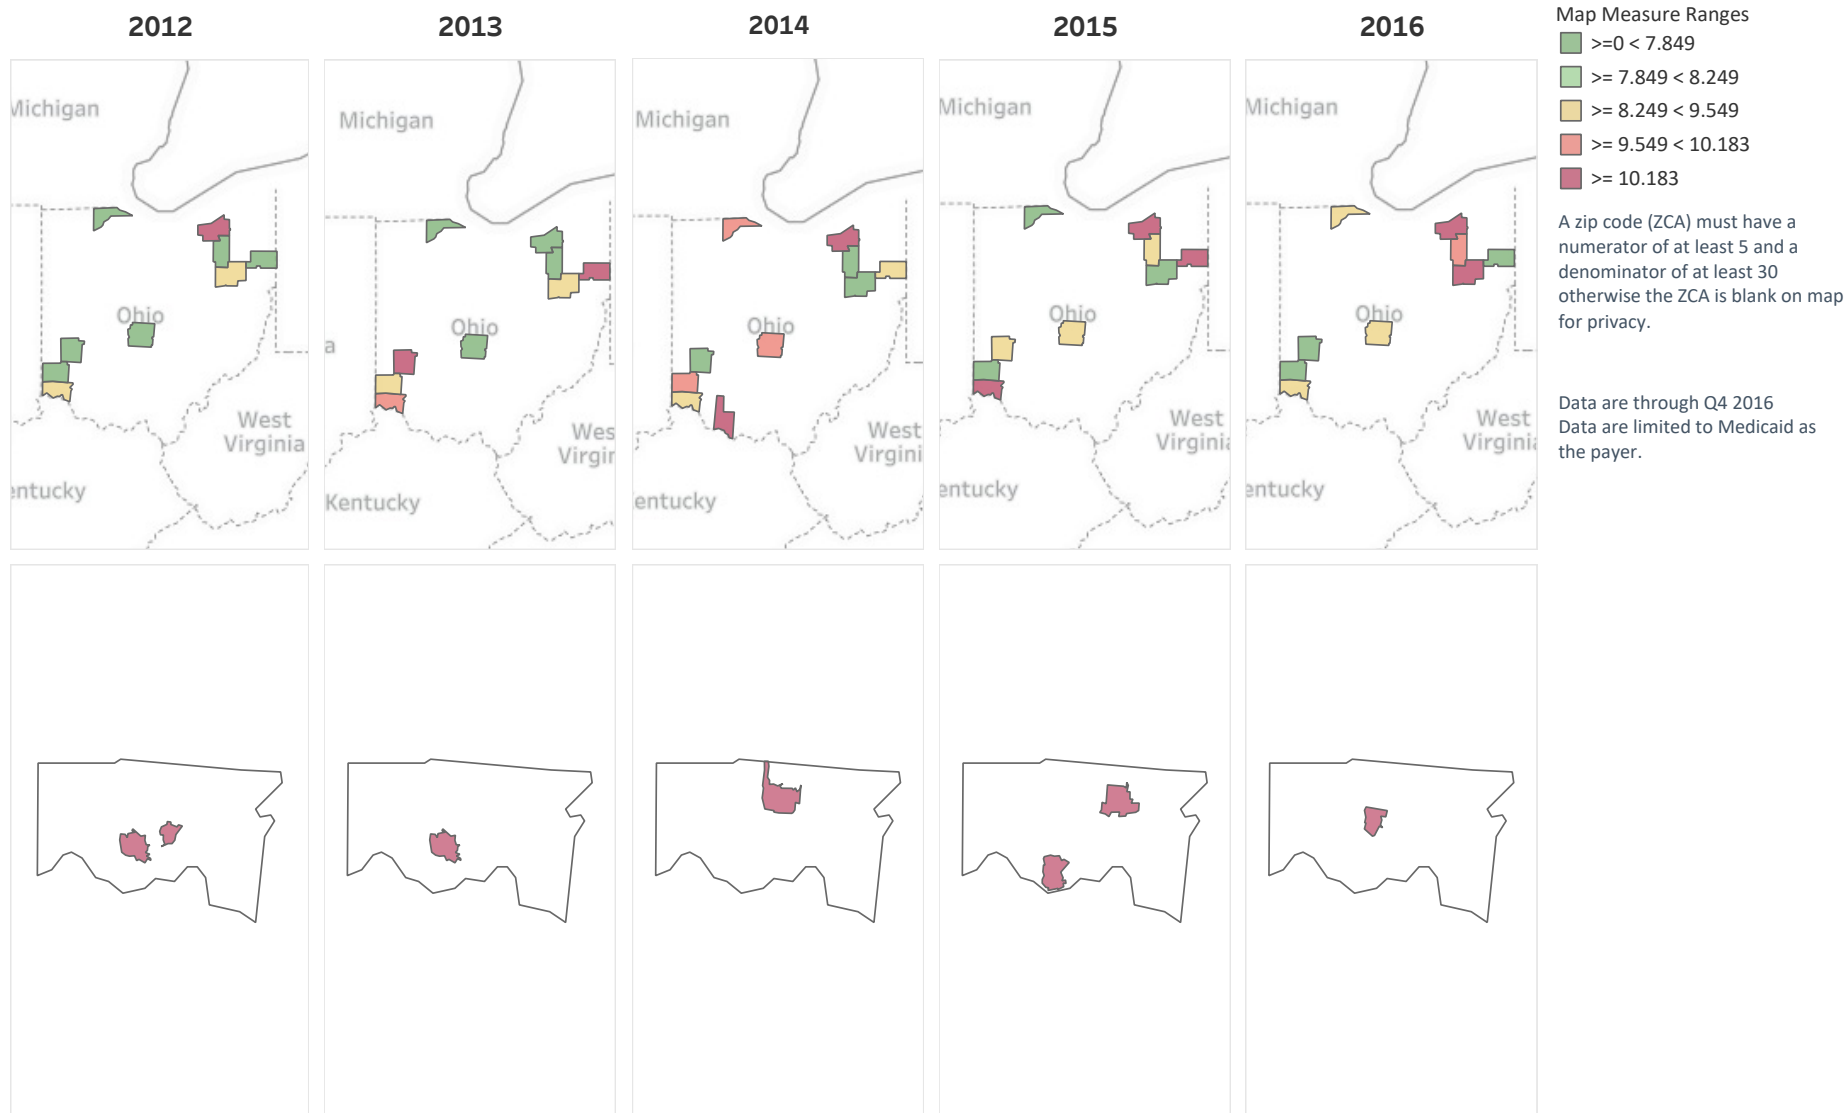 2012
2013
2014
2015
2016
Map Measure Ranges
>=0 < 7.849
>= 7.849 < 8.249
>= 8.249 < 9.549
>= 9.549 < 10.183
>= 10.183
A zip code (ZCA) must have a
numerator of at least 5 and a
denominator of at least 30
otherwise the ZCA is blank on map
for privacy.
Data are through Q4 2016
Data are limited to Medicaid as
the payer.
Michigan
Ohio
West
Virginia
entucky
Michigan
a
Ohio
Wes
Virgir
Kentucky
Michigan
Ohio
West
Virgini
entucky
Michigan
Ohio
West
Virginia
entucky
Michigan
Ohio
West
Virginia
entucky